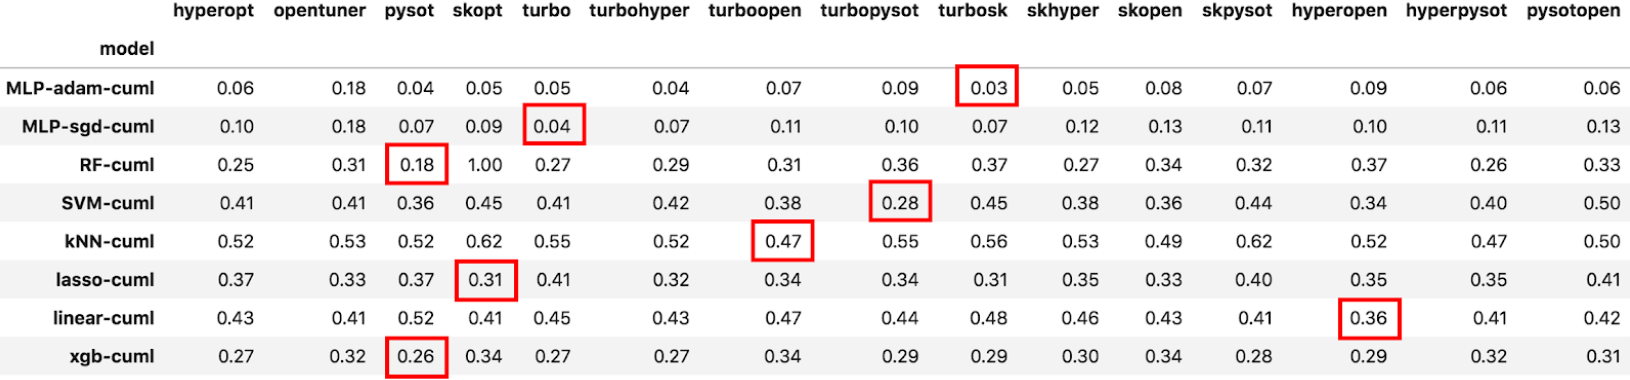 hyperopt opentuner pysot skopt turbo turbohyper turboopen turbopysot turbosk skhyper skopen skpysot hyperopen hyperpysot pysotopen
model
MLP-adam-cuml 0.06 0.18 0.04 0.05 0.05 0.04 0.07 0.09 0.03 0.05 0.08 0.07 0.09 0.06 0.06
MLP-sgd-cuml 0.10 0.18 0.07 0.09 0.04 0.07 0.11 0.10 0.07 0.12 0.13 0.11 0.10 0.11 0.13
RF-cuml 0.25 0.31 0.18 1.00 0.27 0.29 0.31 0.36 0.37 0.27 0.34 0.32 0.37 0.26 0.33
SVM-cuml 0.41 0.41 0.36 0.45 0.41 0.42 0.38 0.28 0.45 0.38 0.36 0.44 0.34 0.40 0.50
kNN-cuml 0.52 0.53 0.52 0.62 0.55 0.52 0.47 0.55 0.56 0.53 0.49 0.62 0.52 0.47 0.50
lasso-cuml 0.37 0.33 0.37 0.31 0.41 0.32 0.34 0.34 0.31 0.35 0.33 0.40 0.35 0.35 0.41
linear-cuml 0.43 0.41 0.52 0.41 0.45 0.43 0.47 0.44 0.48 0.46 0.43 0.41 0.36 0.41 0.42
xgb-cuml 0.27 0.32 0.26 0.34 0.27 0.27 0.34 0.29 0.29 0.30 0.34 0.28 0.29 0.32 0.31